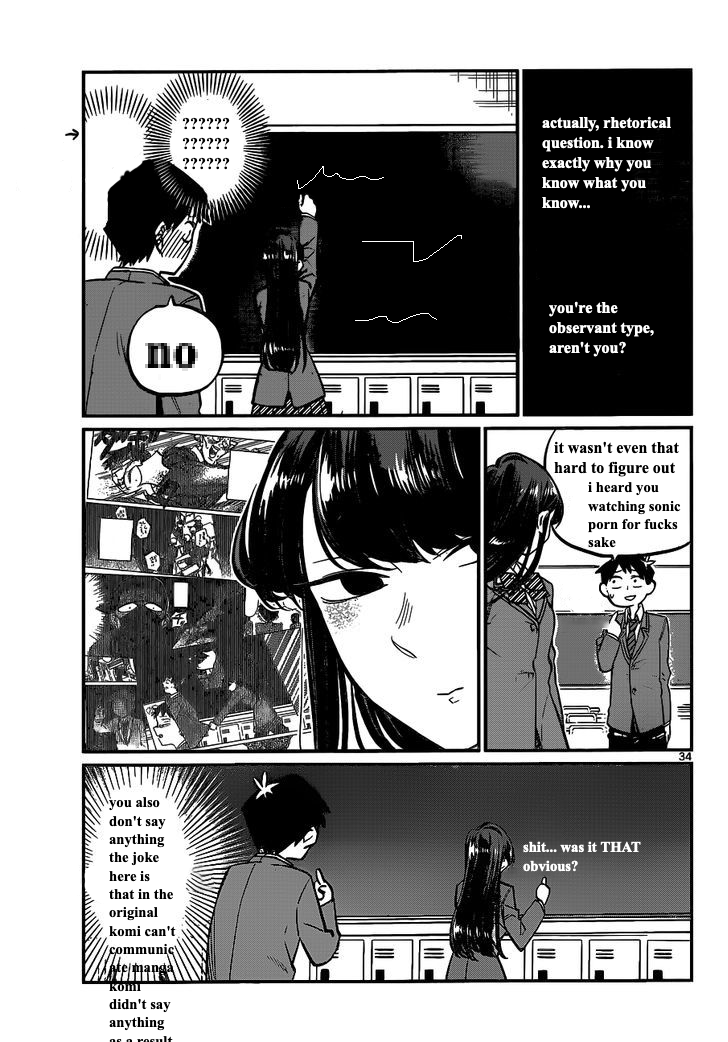 actually, rhetorical
question. i know
exactly why you
know what you
know...
you're the
observant type,
aren't you?
??????
??????
??????
no
it wasn't even that
hard to figure out
i heard you
watching sonic
porn for fucks
sake
34
shit... was it THAT
obvious?
you also
don't say
anything
the joke
here is
that in the
original
komi can't
communic
ate manga
komi
didn't say
anything
as a result